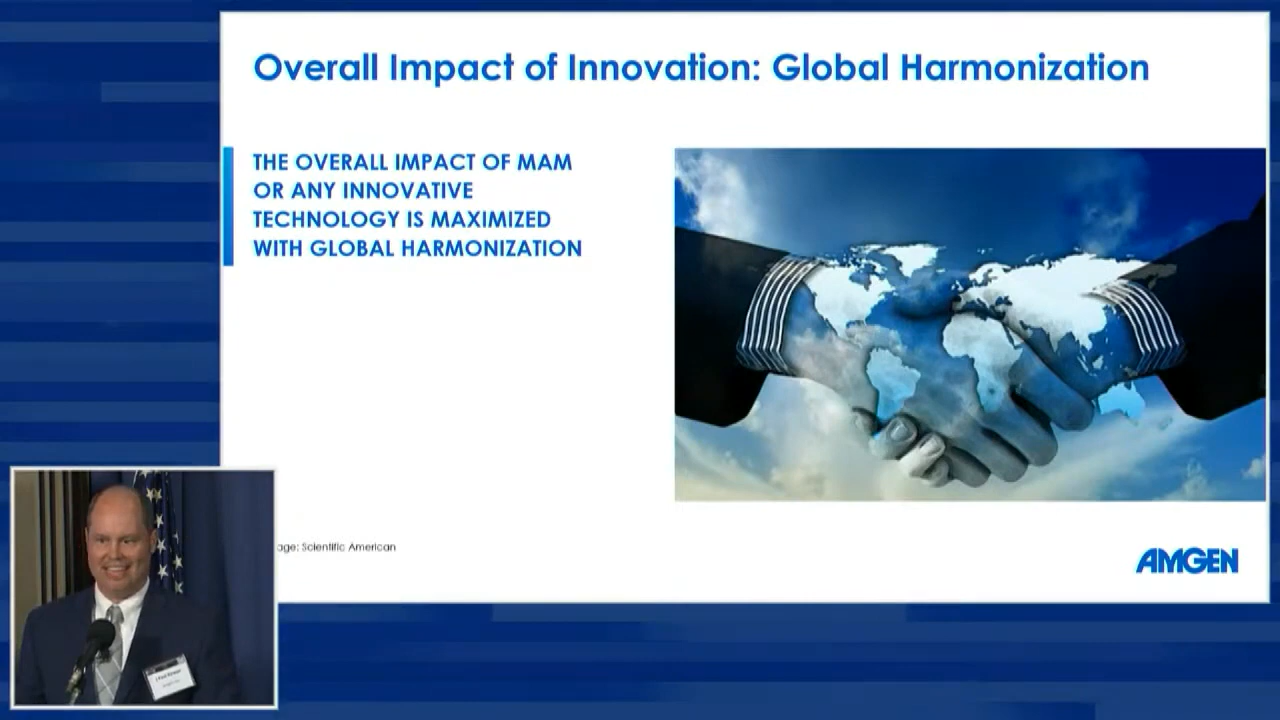 Overall Impact of Innovation: Global Harmonization
THE OVERALL IMPACT OF MAM
OR ANY INNOVATIVE
TECHNOLOGY IS MAXIMIZED
WITH GLOBAL HARMONIZATION
age: Scientific American
AMGEN